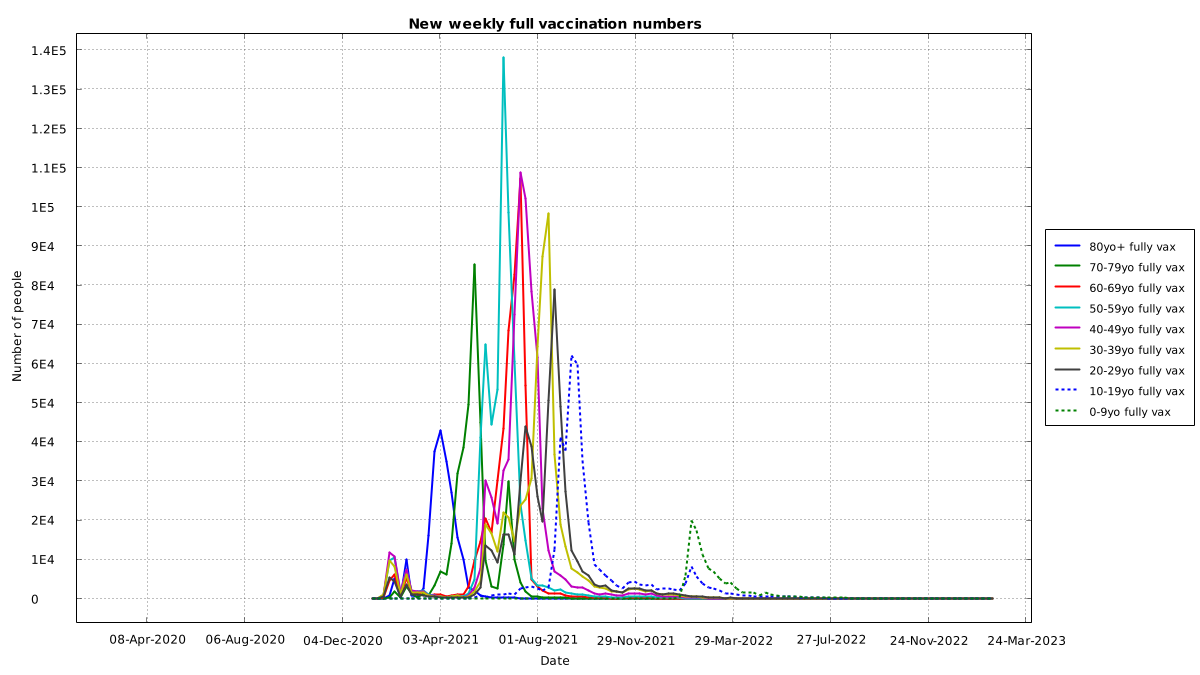 New weekly full vaccination numbers
1.4E5
1.3E5
1.2E5
1.1E5
1E5
9E4
8E4
7E4
6E4
5E4
4E4
3E4
2E4
1E4
0
Number of people
08-Apr-2020
06-Aug-2020
04-Dec-2020
03-Apr-2021
01-Aug-2021
29-Nov-2021
29-Mar-2022
27-Jul-2022
24-Nov-2022
24-Mar-2023
Date
80yo+ fully vax
70-79yo fully vax
60-69yo fully vax
50-59yo fully vax
40-49yo fully vax
30-39yo fully vax
20-29yo fully vax
10-19yo fully vax
0-9yo fully vax